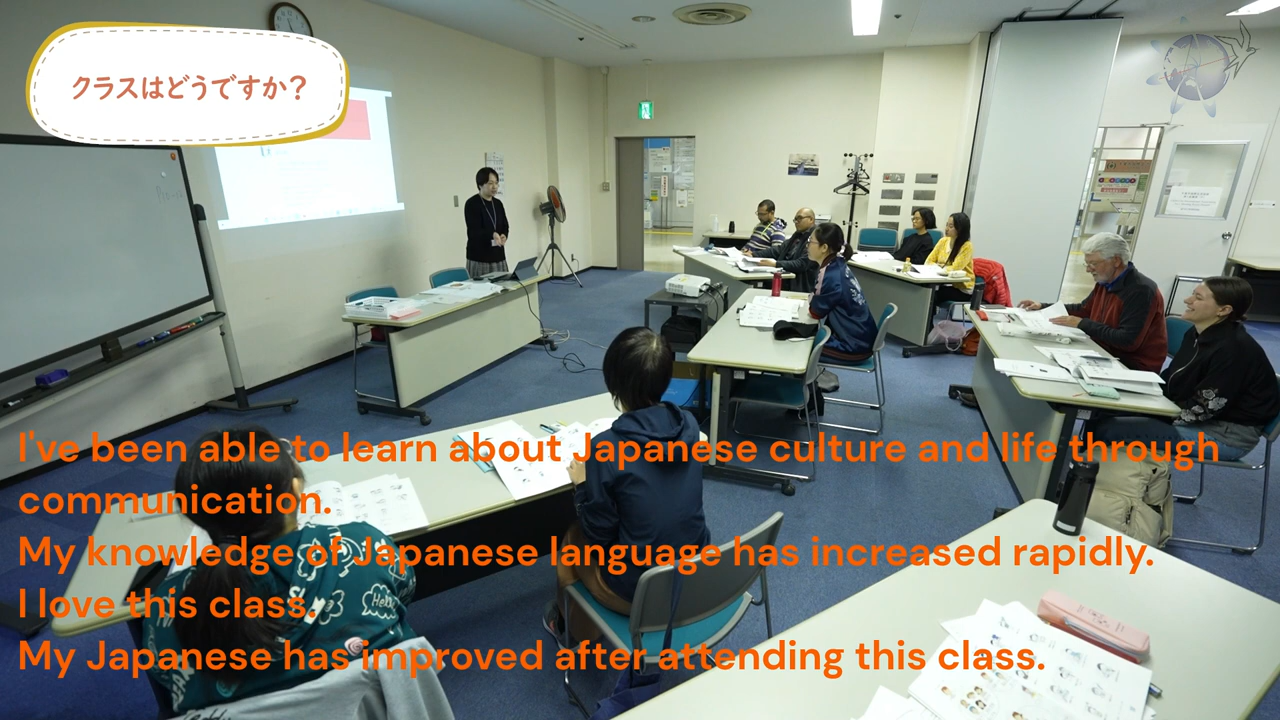 クラスはどうですか?
I've been able to learn about Japanese culture and life through
communication.
My knowledge of Japanese language has increased rapidly.
I love this class.
My Japanese has improved after attending this class.
Hello